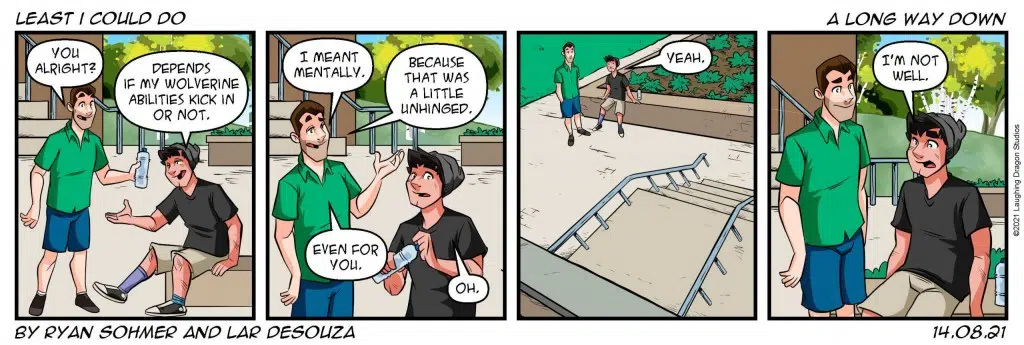 LEAST I COULD DO
A LONG WAY DOWN
YOU
ALRIGHT?
DEPENDS
IF MY WOLVERINE
ABILITIES KICK IN
OR NOT.
I MEANT
MENTALLY.
BECAUSE
THAT WAS
A LITTLE
UNHINGED.
EVEN FOR
YOU.
OH.
YEAH.
I'M NOT
WELL.
©2021 Laughing Dragon Studios
BY RYAN SOHMER AND LAR DESOUZA
14.08.21